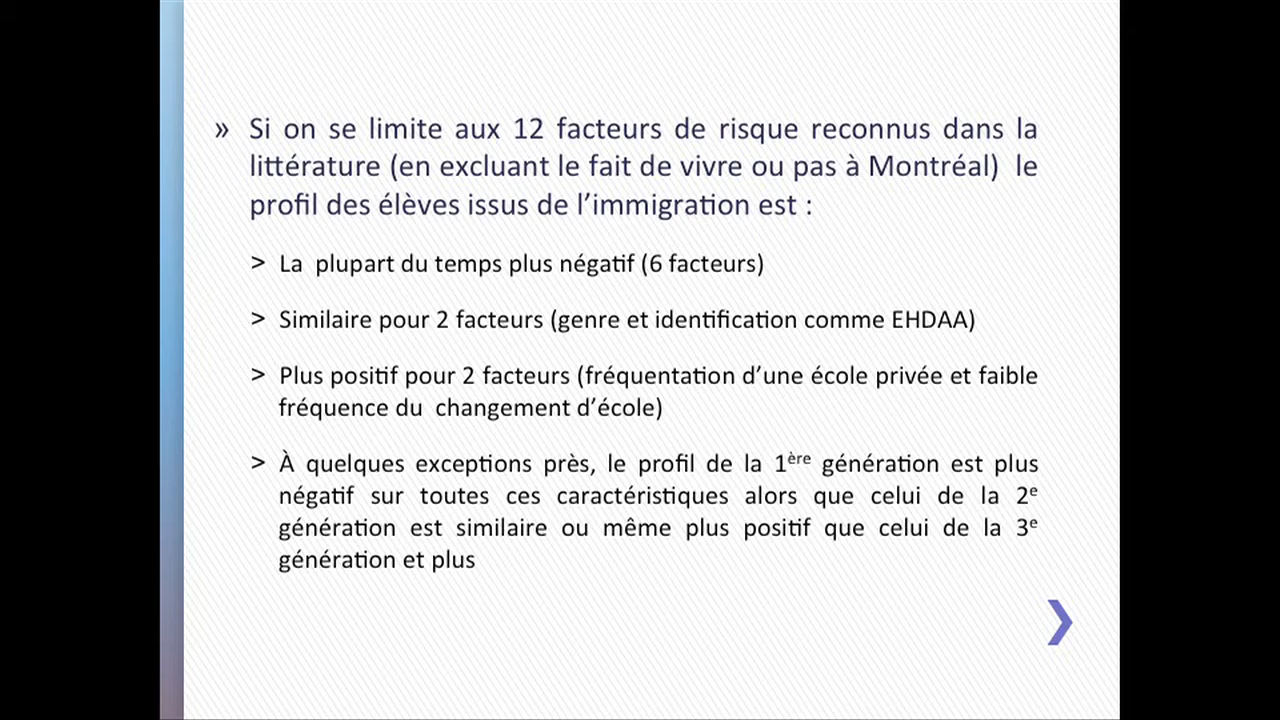 » Si on se limite aux 12 facteurs de risque reconnus dans la
littérature (en excluant le fait de vivre ou pas à Montréal) le
profil des élèves issus de l’immigration est :
> La plupart du temps plus négatif (6 facteurs)
> Similaire pour 2 facteurs (genre et identification comme EHDAA)
> Plus positif pour 2 facteurs (fréquentation d’une école privée et faible
fréquence du changement d’école)
> À quelques exceptions près, le profil de la 1ère génération est plus
négatif sur toutes ces caractéristiques alors que celui de la 2e
génération est similaire ou même plus positif que celui de la 3e
génération et plus